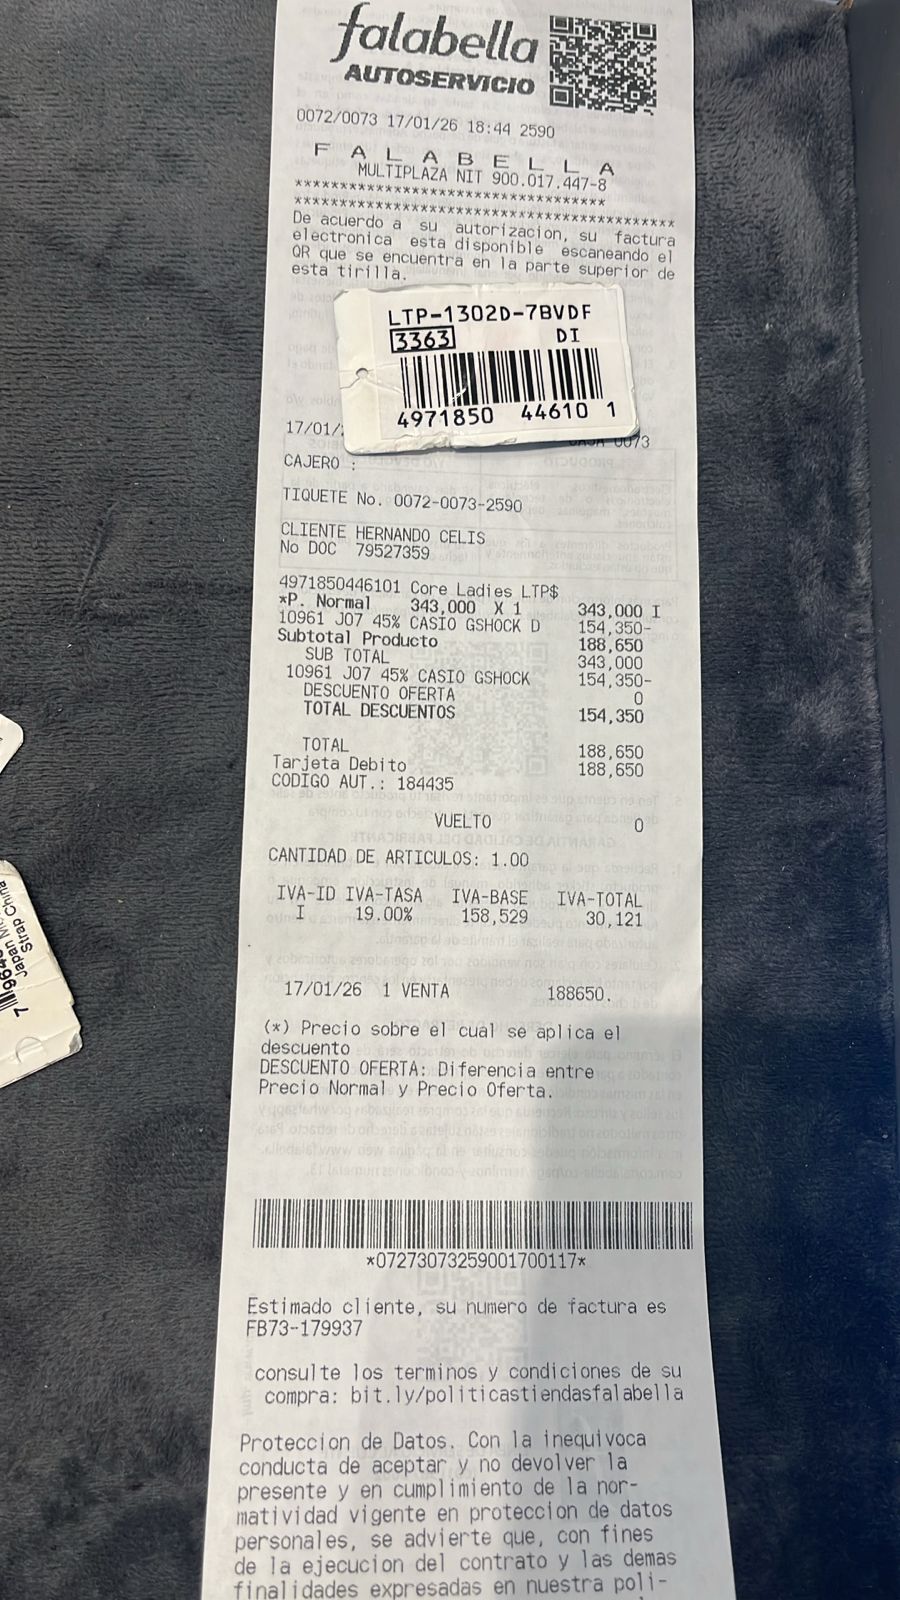 falabella
AUTOSERVICIO
0072/0073 17/01/26 18:44 2590
F A L A B E L L A
MULTIPLAZA NIT 900.017.447-8
***********************************
******************************************
De acuerdo a su autorizacion, su factura
electronica esta disponible escaneando el
QR que se encuentra en la parte superior de
esta tirilla.
LTP-1302D-7BVDF
3363 DI
4971850 44610 1
17/01/ 0073
CAJERO :
TIQUETE No. 0072-0073-2590
CLIENTE HERNANDO CELIS
No DOC 79527359
4971850446101 Core Ladies LTP$
*P. Normal 343,000 X 1 343,000 I
10961 J07 45% CASIO GSHOCK D 154,350-
Subtotal Producto 188,650
SUB TOTAL 343,000
10961 J07 45% CASIO GSHOCK 154,350-
DESCUENTO OFERTA 0
TOTAL DESCUENTOS 154,350
TOTAL 188,650
Tarjeta Debito 188,650
CODIGO AUT.: 184435
VUELTO 0
CANTIDAD DE ARTICULOS: 1.00
IVA-ID IVA-TASA IVA-BASE IVA-TOTAL
I 19.00% 158,529 30,121
17/01/26 1 VENTA 188650.
(*) Precio sobre el cual se aplica el
descuento
DESCUENTO OFERTA: Diferencia entre
Precio Normal y Precio Oferta.
*07273073259001700117*
Estimado cliente, su numero de factura es
FB73-179937
consulte los terminos y condiciones de su
compra: bit.ly/politicastiendasfalabella
Proteccion de Datos. Con la inequivoca
conducta de aceptar y no devolver la
presente y en cumplimiento de la nor-
matividad vigente en proteccion de datos
personales, se advierte que, con fines
de la ejecucion del contrato y las demas
finalidades expresadas en nuestra poli-
Japan
Strap China